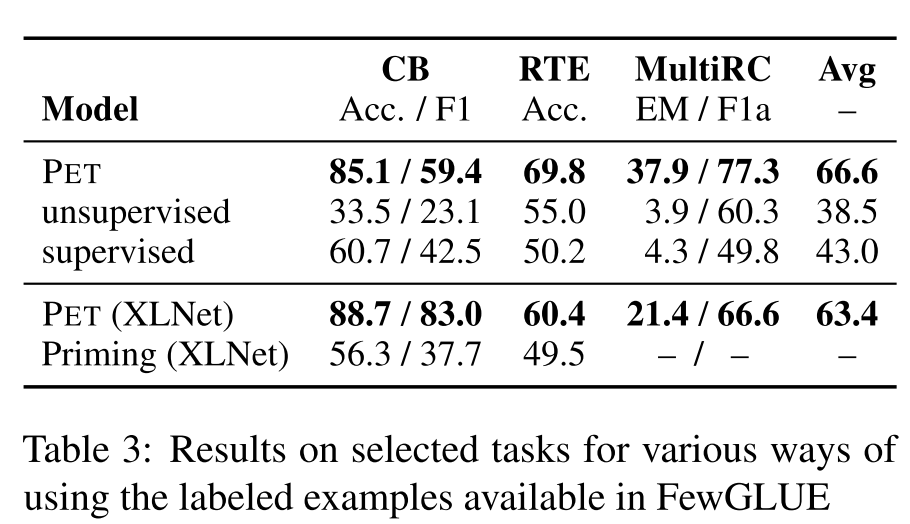 CB RTE MultiRC Avg
Model Acc. / F1 Acc. EM / F1a –
PET 85.1 / 59.4 69.8 37.9 / 77.3 66.6
unsupervised 33.5 / 23.1 55.0 3.9 / 60.3 38.5
supervised 60.7 / 42.5 50.2 4.3 / 49.8 43.0
PET (XLNet) 88.7 / 83.0 60.4 21.4 / 66.6 63.4
Priming (XLNet) 56.3 / 37.7 49.5 – / – –
Table 3: Results on selected tasks for various ways of
using the labeled examples available in FewGLUE